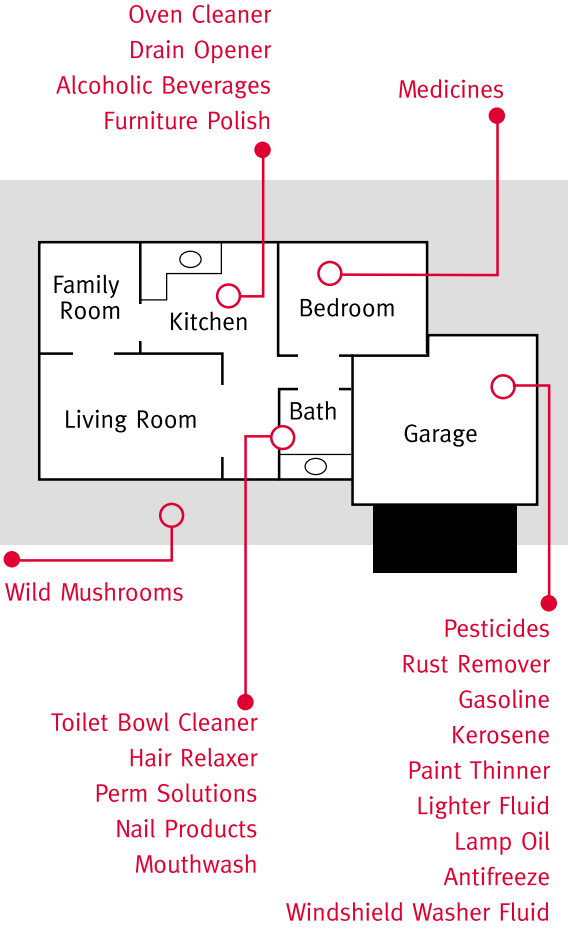 Oven Cleaner
Drain Opener
Alcoholic Beverages
Furniture Polish
Medicines
Family
Room
Kitchen
Bedroom
Living Room
Bath
Garage
Wild Mushrooms
Toilet Bowl Cleaner
Hair Relaxer
Perm Solutions
Nail Products
Mouthwash
Pesticides
Rust Remover
Gasoline
Kerosene
Paint Thinner
Lighter Fluid
Lamp Oil
Antifreeze
Windshield Washer Fluid